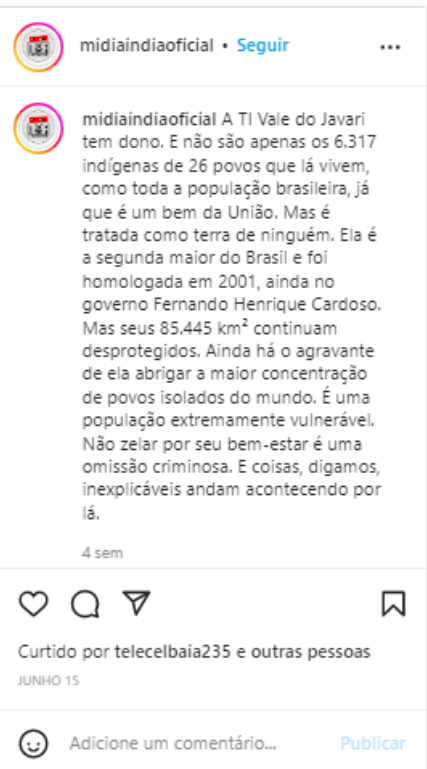 midiaindiaoficial • Seguir
midiaindiaoficial A TI Vale do Javari
tem dono. E não são apenas os 6.317
indígenas de 26 povos que lá vivem,
como toda a população brasileira, já
que é um bem da União. Mas é
tratada como terra de ninguém. Ela é
a segunda maior do Brasil e foi
homologada em 2001, ainda no
governo Fernando Henrique Cardoso.
Mas seus 85.445 km² continuam
desprotegidos. Ainda há o agravante
de ela abrigar a maior concentração
de povos isolados do mundo. É uma
população extremamente vulnerável.
Não zelar por seu bem-estar é uma
omissão criminosa. E coisas, digamos,
inexplicáveis andam acontecendo por
lá.
4 sem
Curtido por telecelbaia235 e outras pessoas
JUNHO 15
Adicione um comentário... Publicar